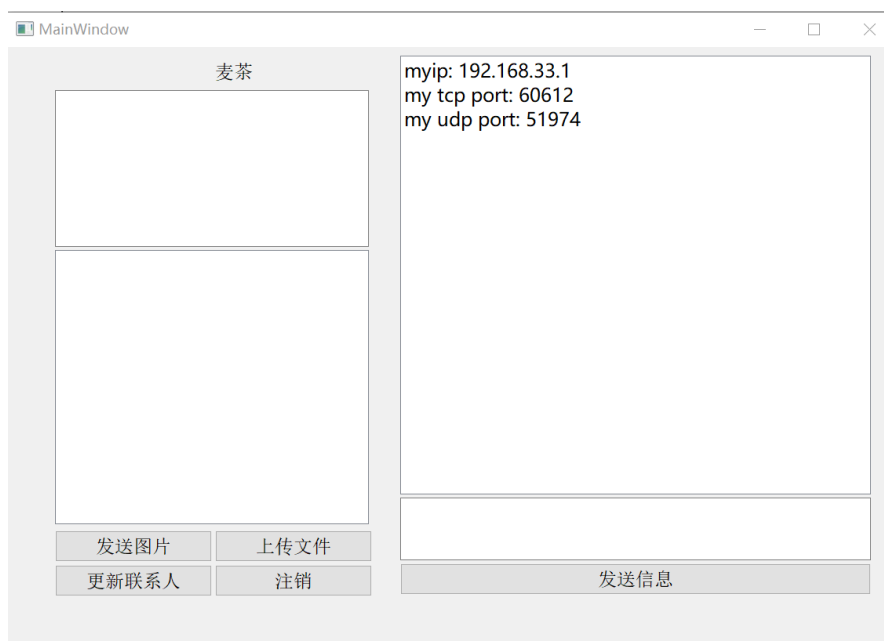 MainWindow
麦茶
myip: 192.168.33.1
my tcp port: 60612
my udp port: 51974
发送图片
上传文件
更新联系人
注销
发送信息